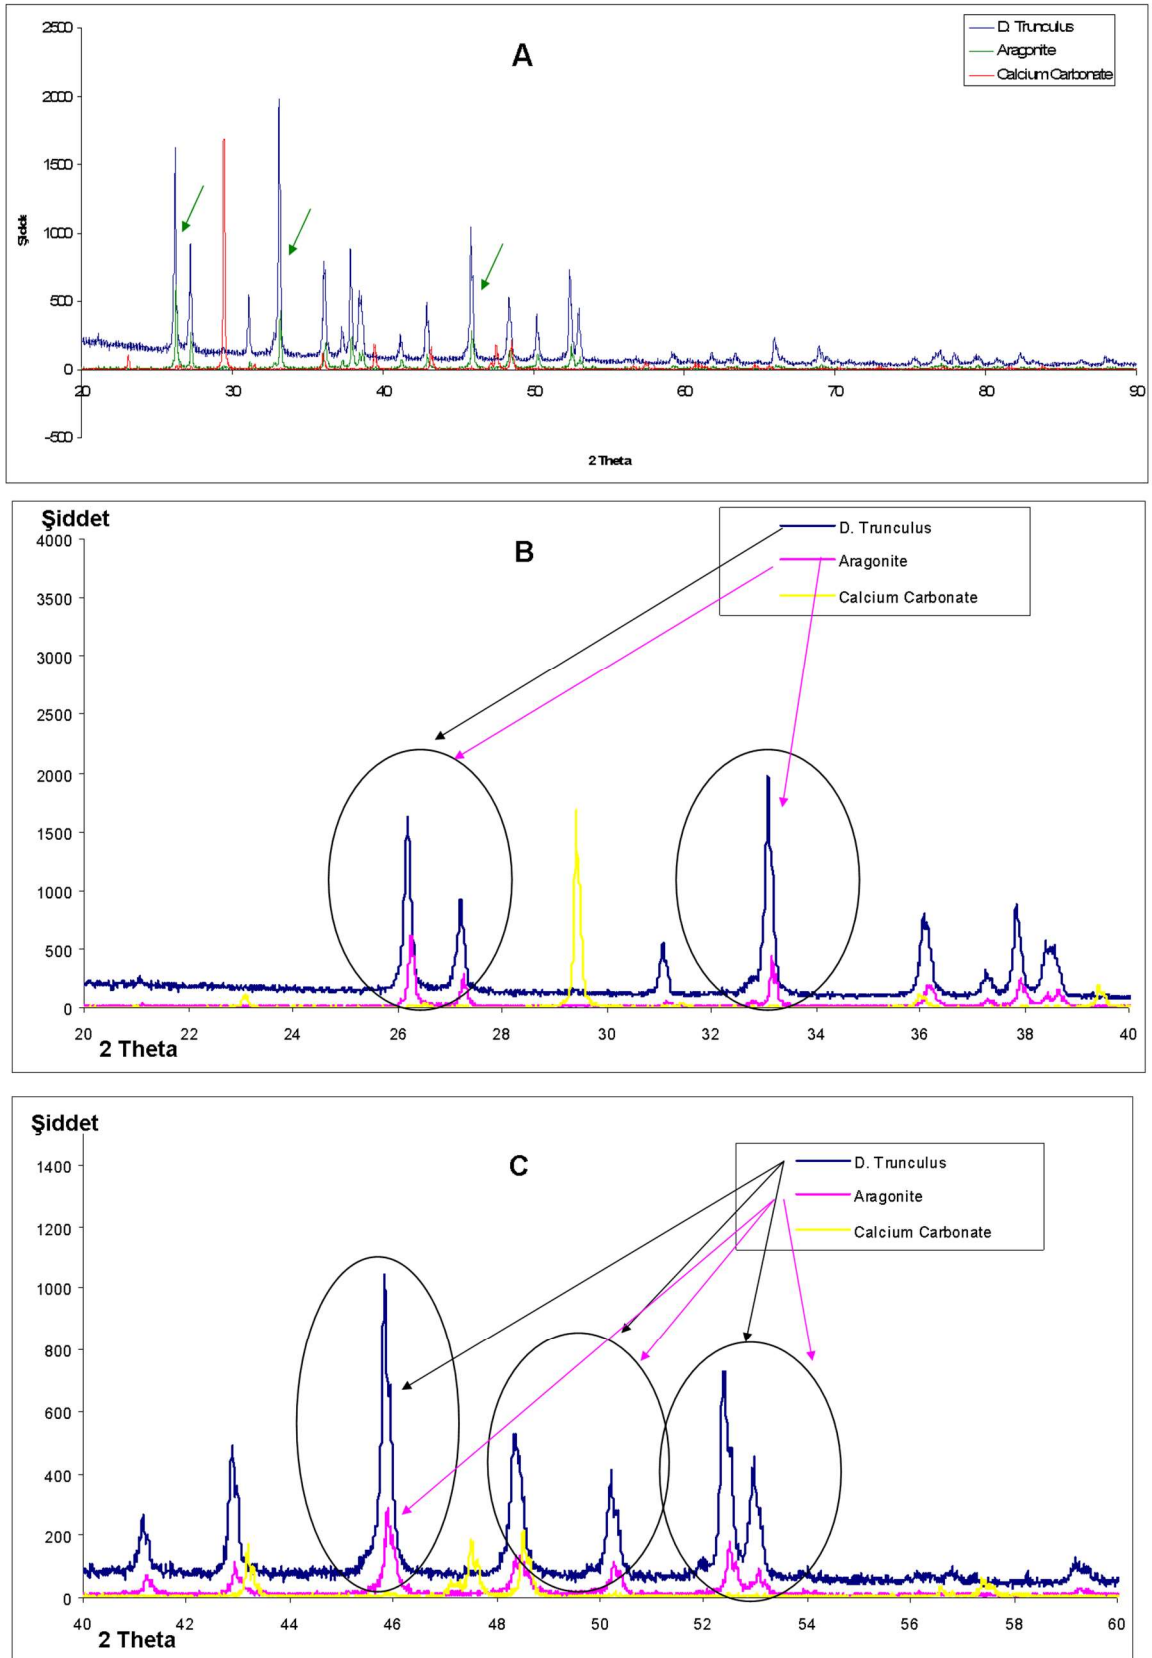 2500
D. Trunculus
Aragonite
Calcium Carbonate
A
2000
1500
1000
500
0
-500
20 30 40 50 60 70 80 90
2 Theta
Şiddet
B
D. Trunculus
Aragonite
Calcium Carbonate
4000
3500
3000
2500
2000
1500
1000
500
0
20 22 24 26 28 30 32 34 36 38 40
2 Theta
Şiddet
C
D. Trunculus
Aragonite
Calcium Carbonate
1400
1200
1000
800
600
400
200
0
40 42 44 46 48 50 52 54 56 58 60
2 Theta